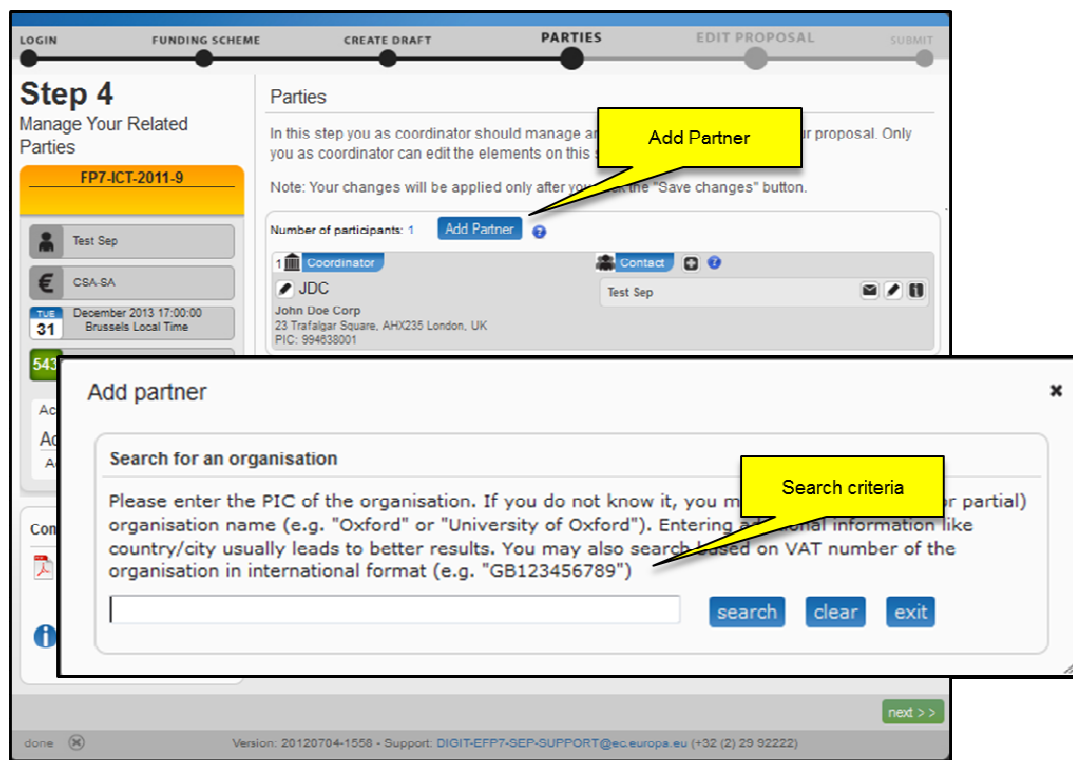 LOGIN FUNDING SCHEME CREATE DRAFT PARTIES EDIT PROPOSAL SUBMIT
Step 4
Manage Your Related
Parties
FP7-ICT-2011-9
Test Sep
CSA-SA
TUE
31
December 2013 17:00:00
Brussels Local Time
543
Ac
Ac
A
Con
Parties
In this step you as coordinator should manage ar
r proposal. Only
you as coordinator can edit the elements on this s
Note: Your changes will be applied only after you the "Save changes" button.
Add Partner
Number of participants: 1 Add Partner
1 Coordinator
JDC
John Doe Corp
23 Trafalgar Square, AHX235 London, UK
PIC: 994638001
Contact
Test Sep
Add partner
Search for an organisation
Please enter the PIC of the organisation. If you do not know it, you m or partial)
organisation name (e.g. "Oxford" or "University of Oxford"). Entering additional information like
country/city usually leads to better results. You may also search based on VAT number of the
organisation in international format (e.g. "GB123456789")
Search criteria
search clear exit
next >>
done
Version: 20120704-1558 • Support: DIGIT-EFP7-SEP-SUPPORT@ec.europa.eu (+32 (2) 29 92222)